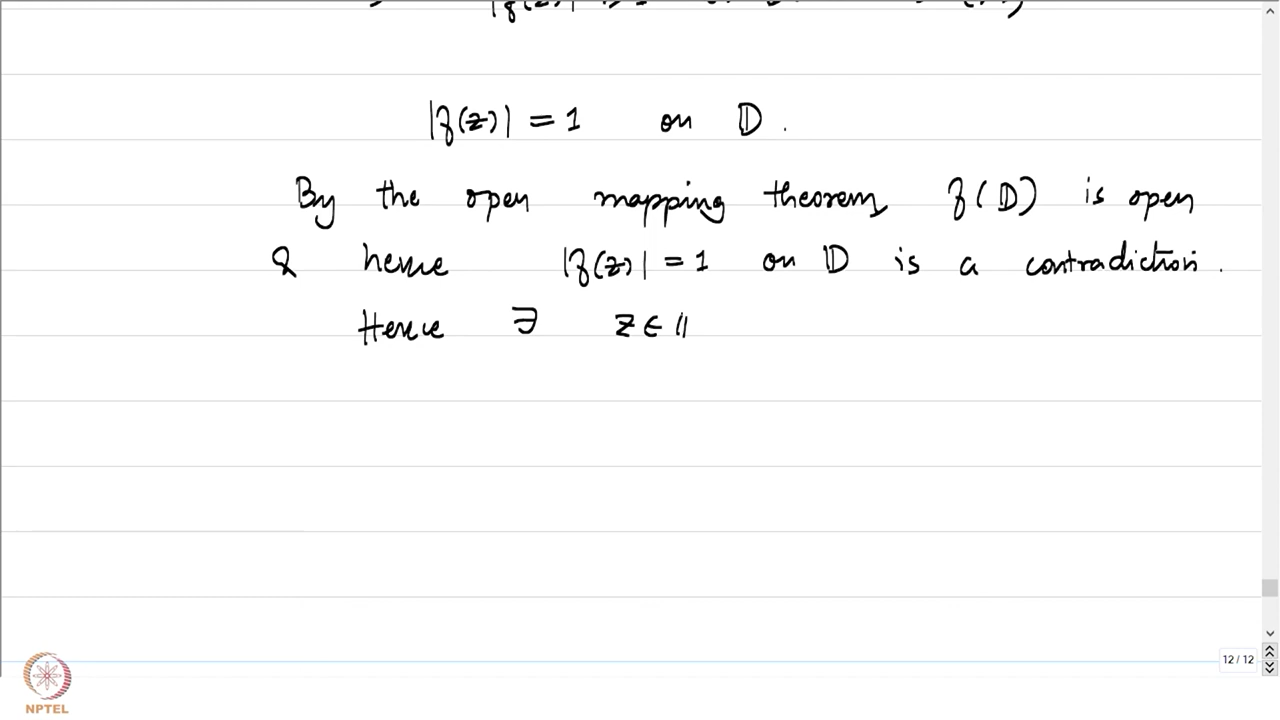 |f(z)| = 1 on 𝔻 .
By the open mapping theorem f(𝔻) is open
& hence |f(z)| = 1 on 𝔻 is a contradiction .
Hence ∃ z ∈
12 / 12
NPTEL